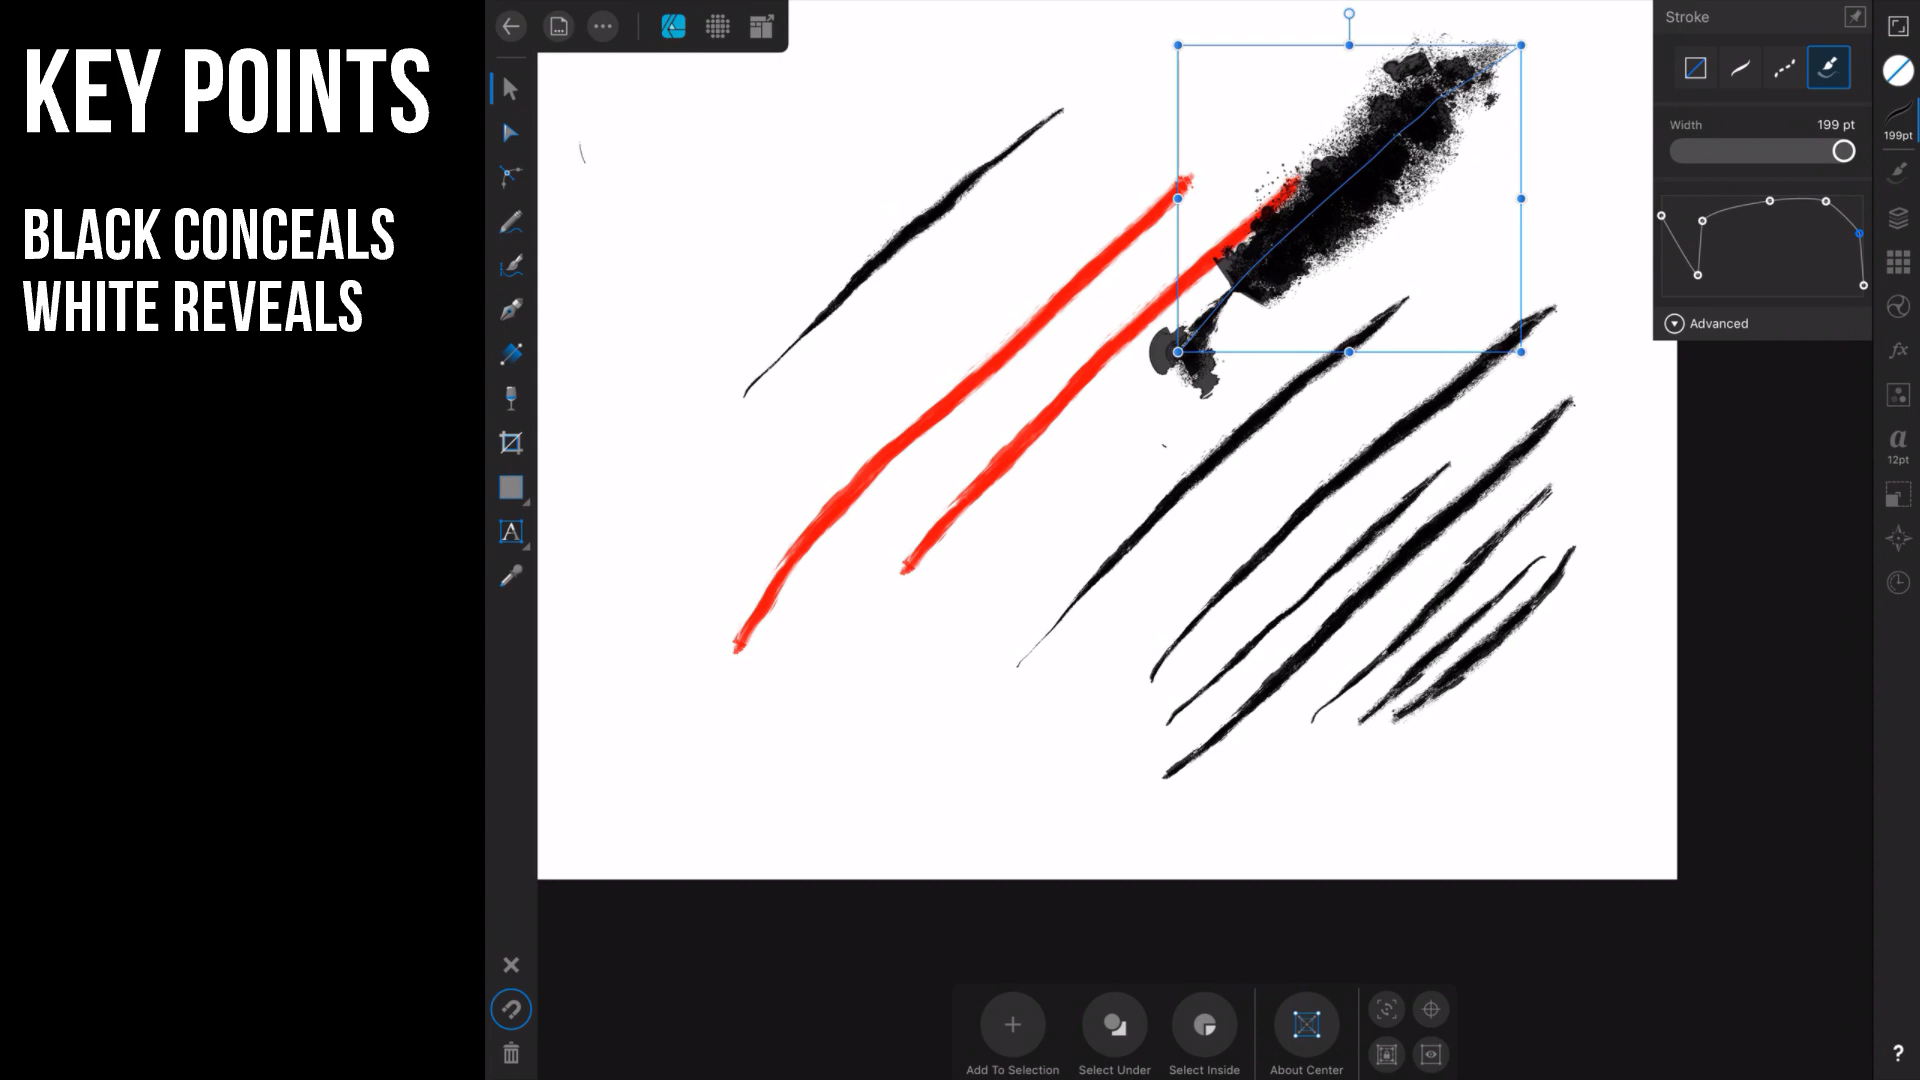 KEY POINTS
BLACK CONCEALS
WHITE REVEALS
Stroke
Width 199 pt
Advanced
199pt
fx
a
12pt
A
?
Add To Selection
Select Under
Select Inside
About Center